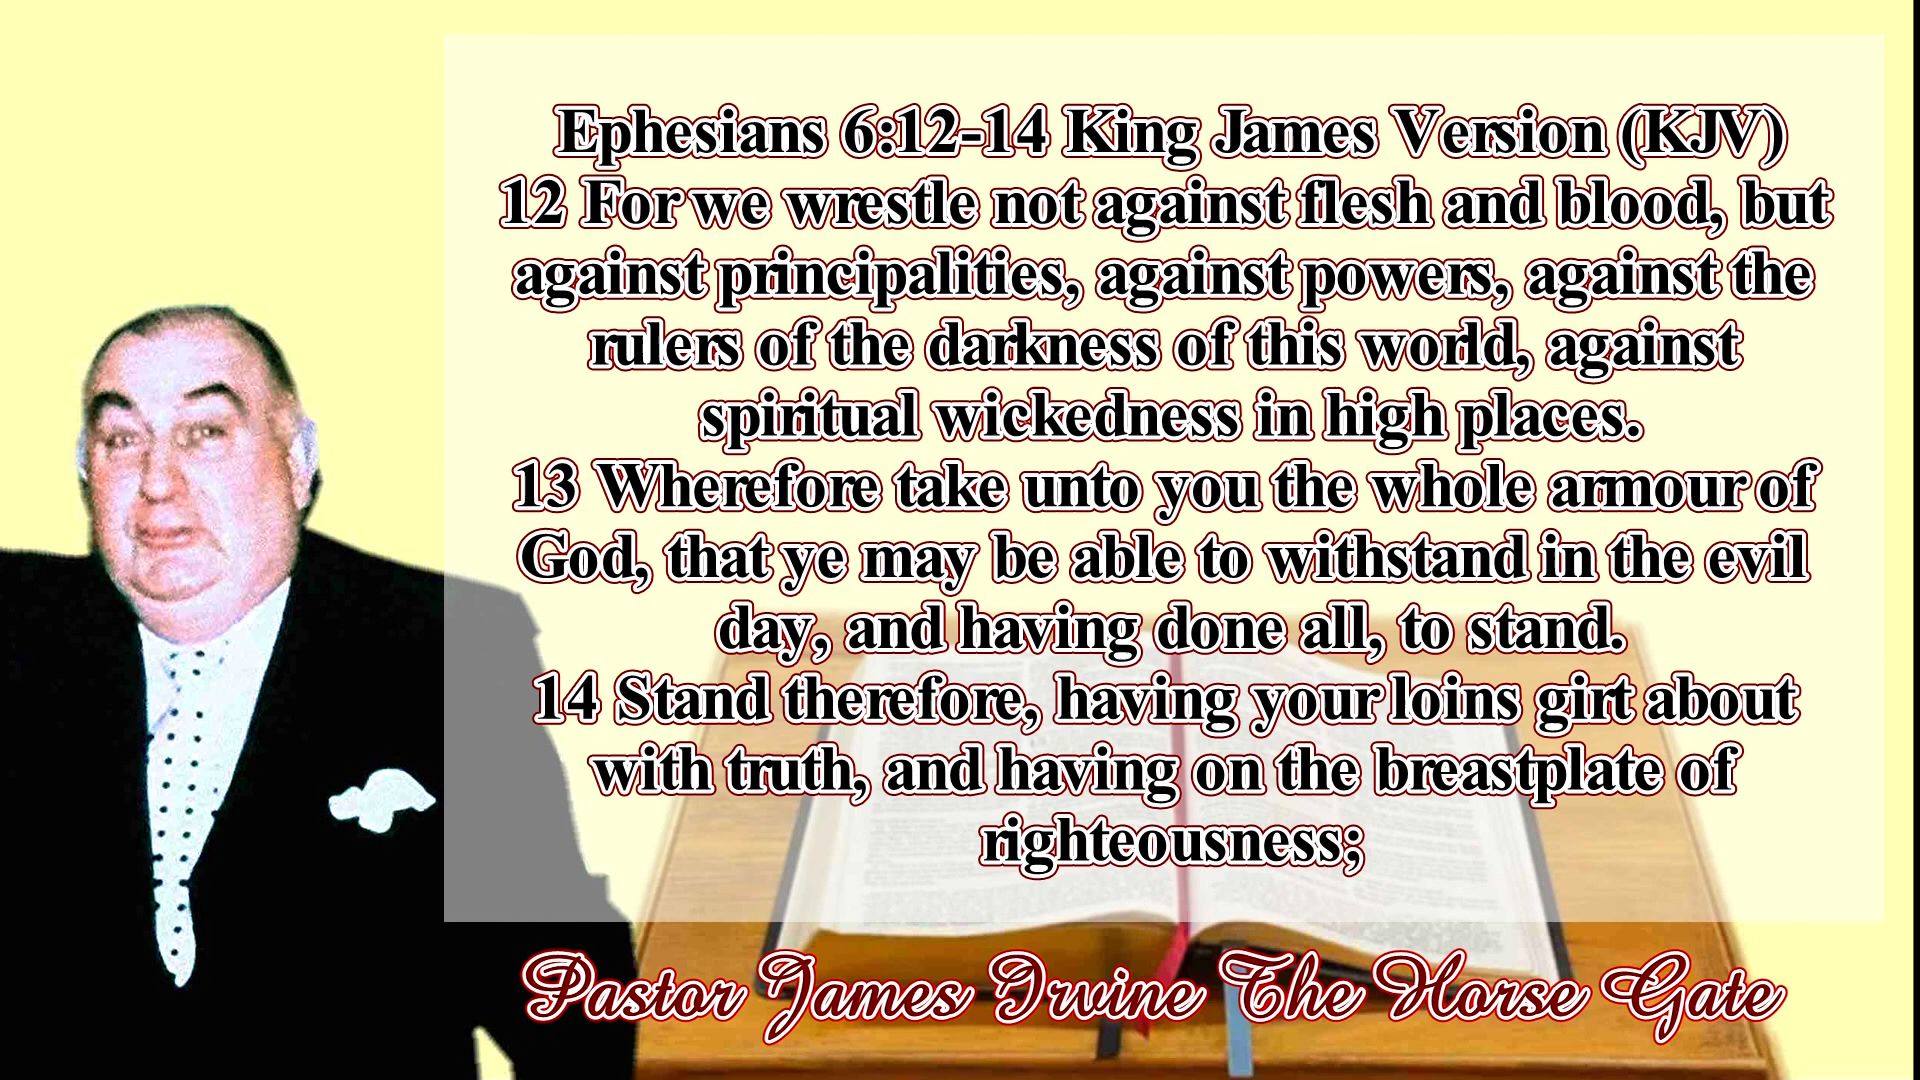 Ephesians 6:12-14 King James Version (KJV)
12 For we wrestle not against flesh and blood, but
against principalities, against powers, against the
rulers of the darkness of this world, against
spiritual wickedness in high places.
13 Wherefore take unto you the whole armour of
God, that ye may be able to withstand in the evil
day, and having done all, to stand.
14 Stand therefore, having your loins girt about
with truth, and having on the breastplate of
righteousness;
Pastor James Irvine The Horse Gate